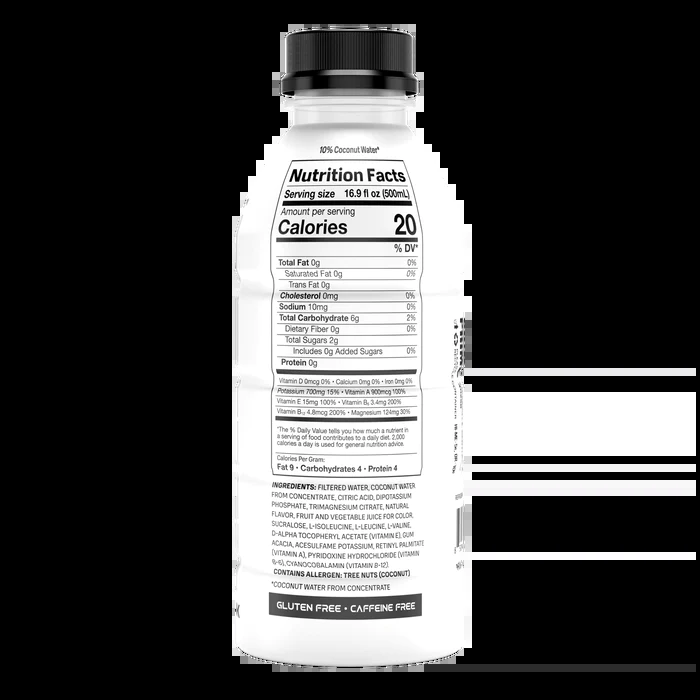 10% Coconut Water*
Nutrition Facts
Serving size 16.9 fl oz (500mL)
Amount per serving
Calories 20
% DV*
Total Fat 0g 0%
Saturated Fat 0g 0%
Trans Fat 0g
Cholesterol 0mg 0%
Sodium 10mg 0%
Total Carbohydrate 6g 2%
Dietary Fiber 0g 0%
Total Sugars 2g
Includes 0g Added Sugars 0%
Protein 0g
Vitamin D 0mcg 0% • Calcium 0mg 0% • Iron 0mg 0%
Potassium 700mg 15% • Vitamin A 900mcg 100%
Vitamin E 15mg 100% • Vitamin B₆ 3.4mg 200%
Vitamin B₁₂ 4.8mcg 200% • Magnesium 124mg 30%
*The % Daily Value tells you how much a nutrient in
a serving of food contributes to a daily diet. 2,000
calories a day is used for general nutrition advice.
Calories Per Gram:
Fat 9 • Carbohydrates 4 • Protein 4
INGREDIENTS: FILTERED WATER, COCONUT WATER
FROM CONCENTRATE, CITRIC ACID, DIPOTASSIUM
PHOSPHATE, TRIMAGNESIUM CITRATE, NATURAL
FLAVOR, FRUIT AND VEGETABLE JUICE FOR COLOR,
SUCRALOSE, L-ISOLEUCINE, L-LEUCINE, L-VALINE,
D-ALPHA TOCOPHERYL ACETATE (VITAMIN E), GUM
ACACIA, ACESULFAME POTASSIUM, RETINYL PALMITATE
(VITAMIN A), PYRIDOXINE HYDROCHLORIDE (VITAMIN
B-6), CYANOCOBALAMIN (VITAMIN B-12).
CONTAINS ALLERGEN: TREE NUTS (COCONUT)
*COCONUT WATER FROM CONCENTRATE
GLUTEN FREE • CAFFEINE FREE